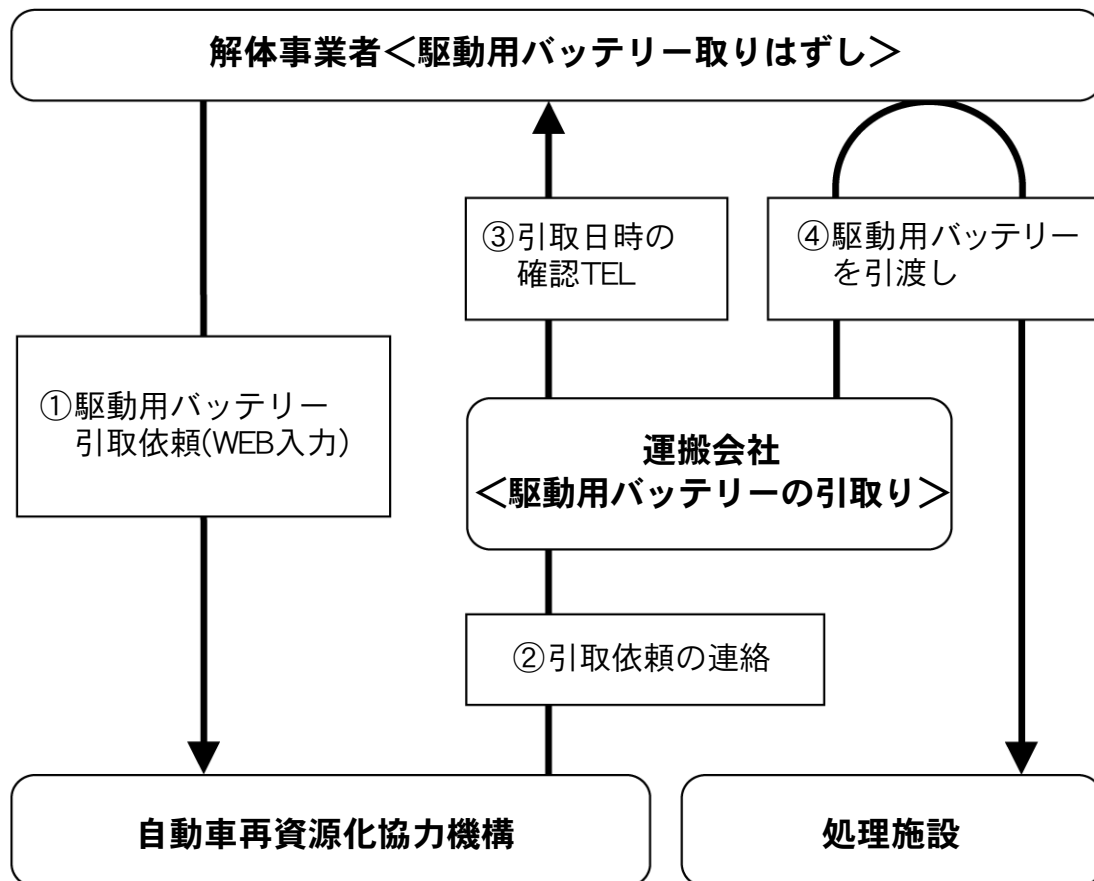 解体事業者＜駆動用バッテリー取りはずし＞
①駆動用バッテリー
引取依頼(WEB入力)
③引取日時の
確認TEL
④駆動用バッテリー
を引渡し
運搬会社
＜駆動用バッテリーの引取り＞
②引取依頼の連絡
自動車再資源化協力機構
処理施設